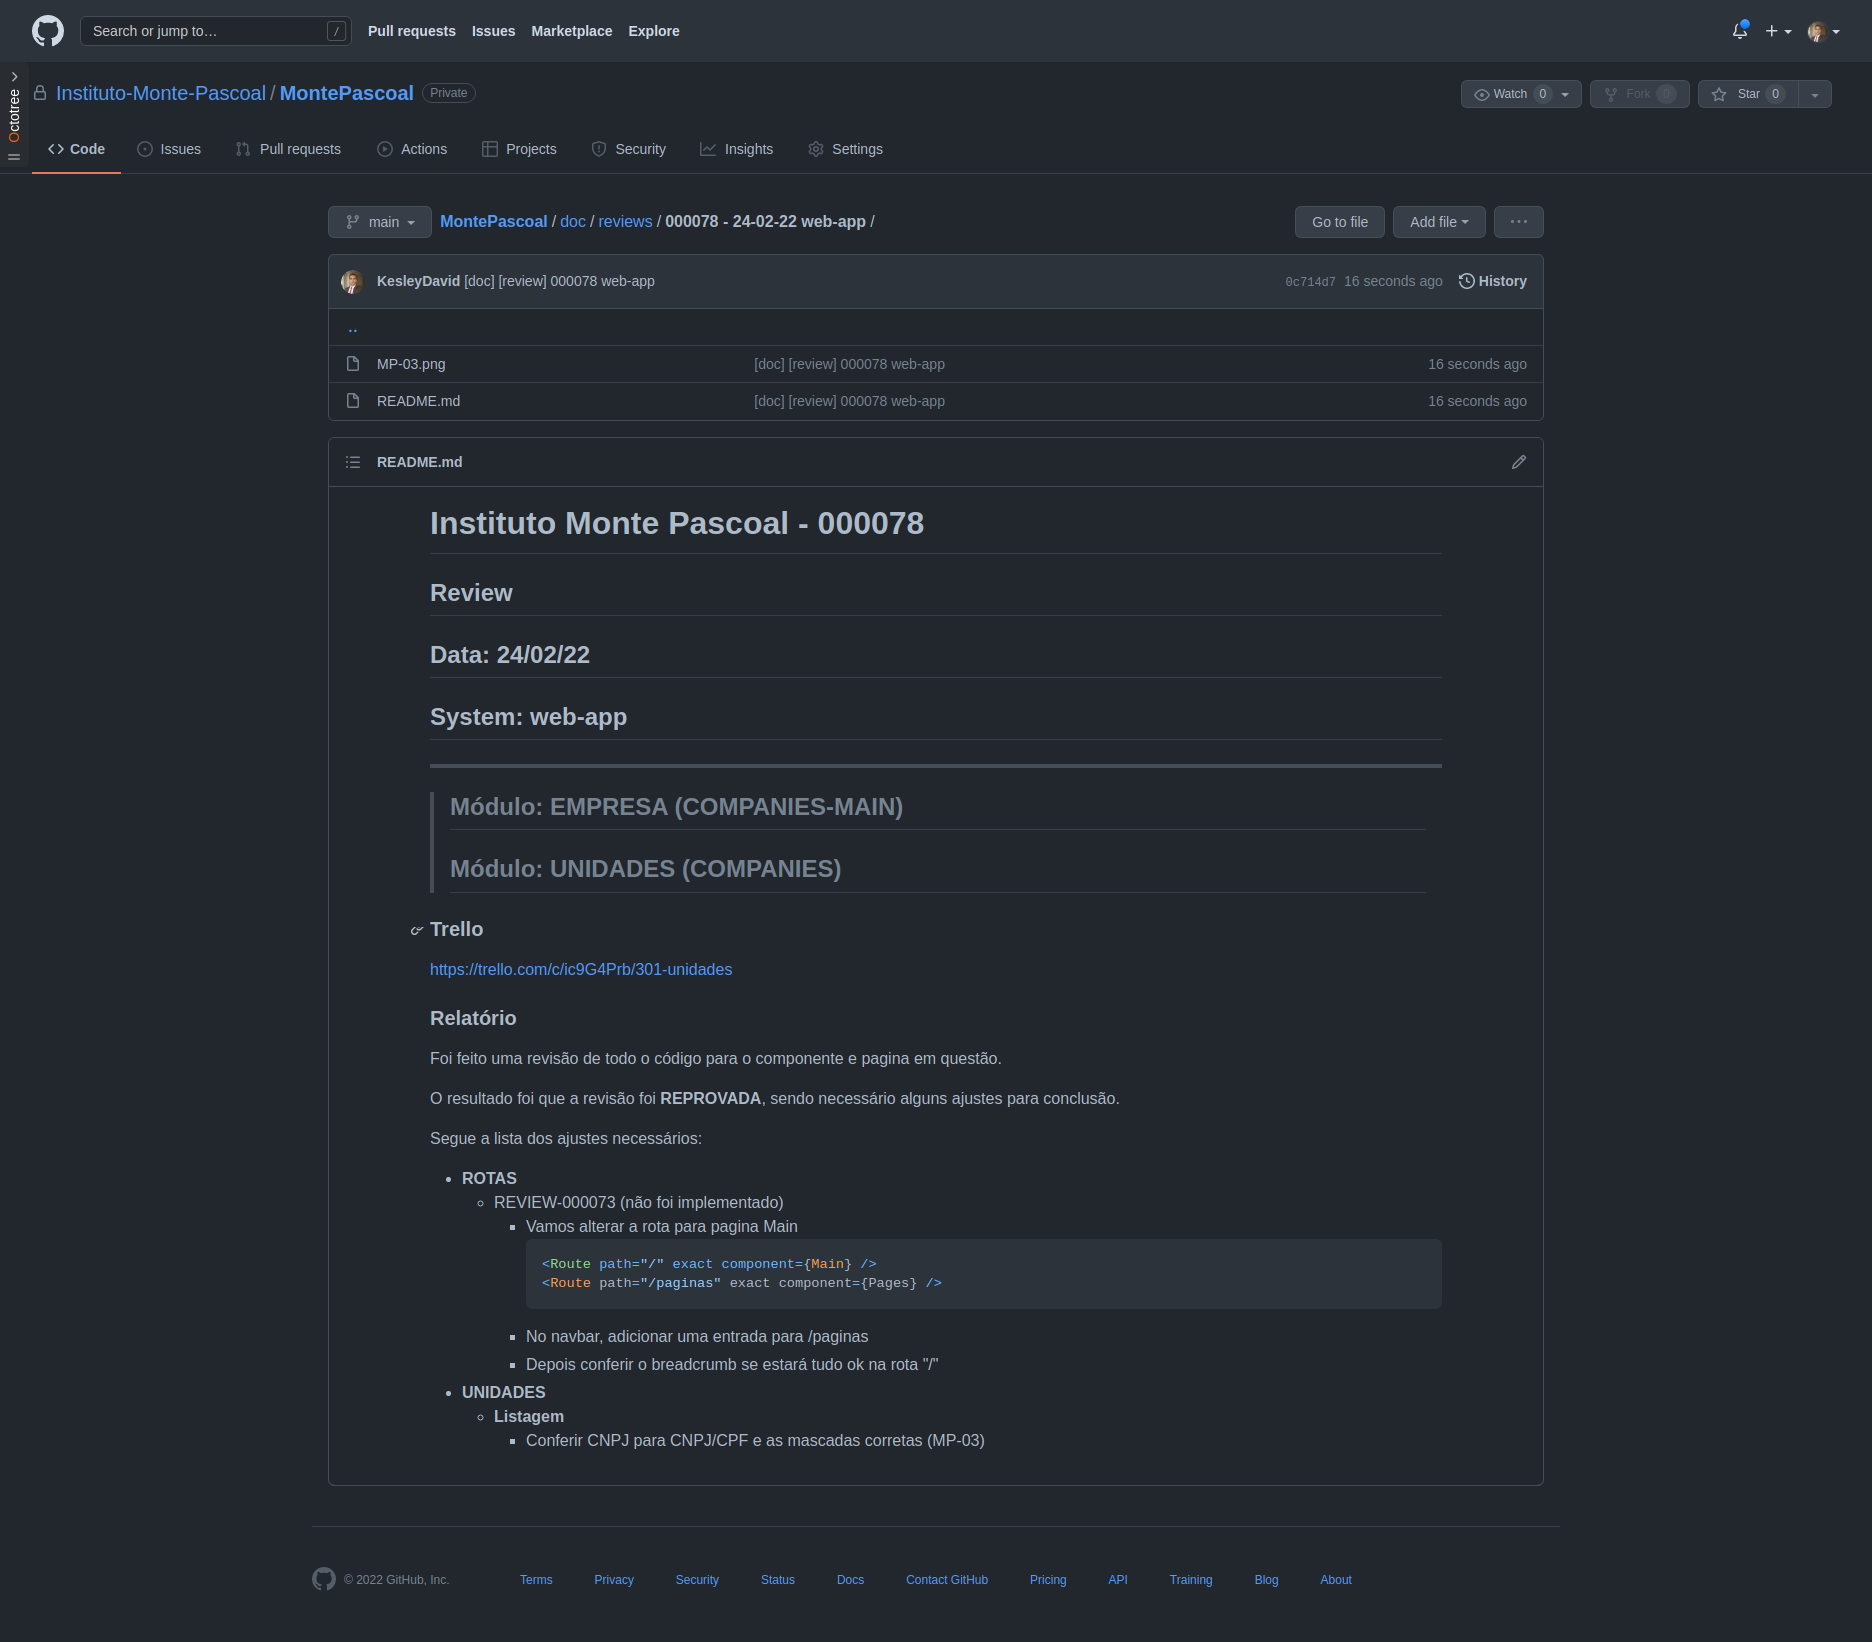 Search or jump to…
/
Pull requests
Issues
Marketplace
Explore
Octotree
Instituto-Monte-Pascoal / MontePascoal
Private
Watch 0
Fork 0
Star 0
Code
Issues
Pull requests
Actions
Projects
Security
Insights
Settings
main
MontePascoal / doc / reviews / 000078 - 24-02-22 web-app /
Go to file
Add file
KesleyDavid [doc] [review] 000078 web-app
0c714d7 16 seconds ago
History
..
MP-03.png
[doc] [review] 000078 web-app
16 seconds ago
README.md
[doc] [review] 000078 web-app
16 seconds ago
README.md
Instituto Monte Pascoal - 000078
Review
Data: 24/02/22
System: web-app
Módulo: EMPRESA (COMPANIES-MAIN)
Módulo: UNIDADES (COMPANIES)
Trello
https://trello.com/c/ic9G4Prb/301-unidades
Relatório
Foi feito uma revisão de todo o código para o componente e pagina em questão.
O resultado foi que a revisão foi REPROVADA, sendo necessário alguns ajustes para conclusão.
Segue a lista dos ajustes necessários:
ROTAS
REVIEW-000073 (não foi implementado)
Vamos alterar a rota para pagina Main
<Route path="/" exact component={Main} />
<Route path="/paginas" exact component={Pages} />
No navbar, adicionar uma entrada para /paginas
Depois conferir o breadcrumb se estará tudo ok na rota "/"
UNIDADES
Listagem
Conferir CNPJ para CNPJ/CPF e as mascadas corretas (MP-03)
© 2022 GitHub, Inc.
Terms
Privacy
Security
Status
Docs
Contact GitHub
Pricing
API
Training
Blog
About